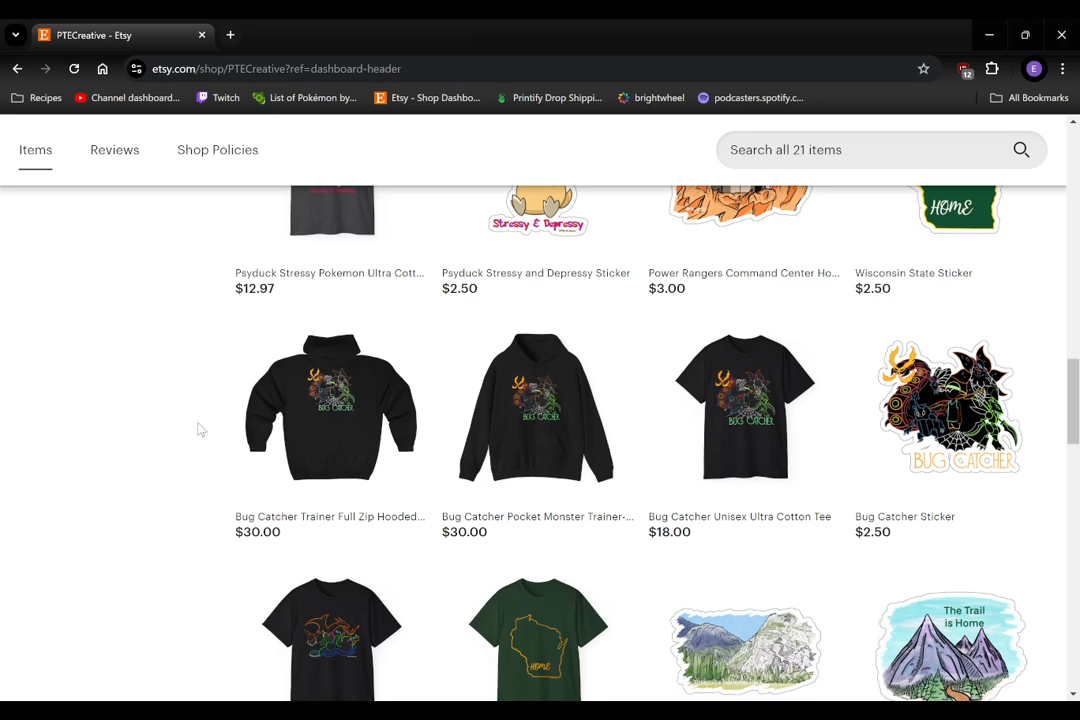 PTECreative - Etsy
etsy.com/shop/PTECreative?ref=dashboard-header
12
E
Recipes
Channel dashboard...
Twitch
List of Pokémon by...
Etsy - Shop Dashbo...
Printify Drop Shippi...
brightwheel
podcasters.spotify.c...
All Bookmarks
Items
Reviews
Shop Policies
Search all 21 items
Stressy & Depressy
HOME
Psyduck Stressy Pokemon Ultra Cott...
Psyduck Stressy and Depressy Sticker
Power Rangers Command Center Ho...
Wisconsin State Sticker
$12.97
$2.50
$3.00
$2.50
BUG CATCHER
BUG CATCHER
BUG CATCHER
BUG CATCHER
Bug Catcher Trainer Full Zip Hooded...
Bug Catcher Pocket Monster Trainer-...
Bug Catcher Unisex Ultra Cotton Tee
Bug Catcher Sticker
$30.00
$30.00
$18.00
$2.50
HOME
The Trail
is Home